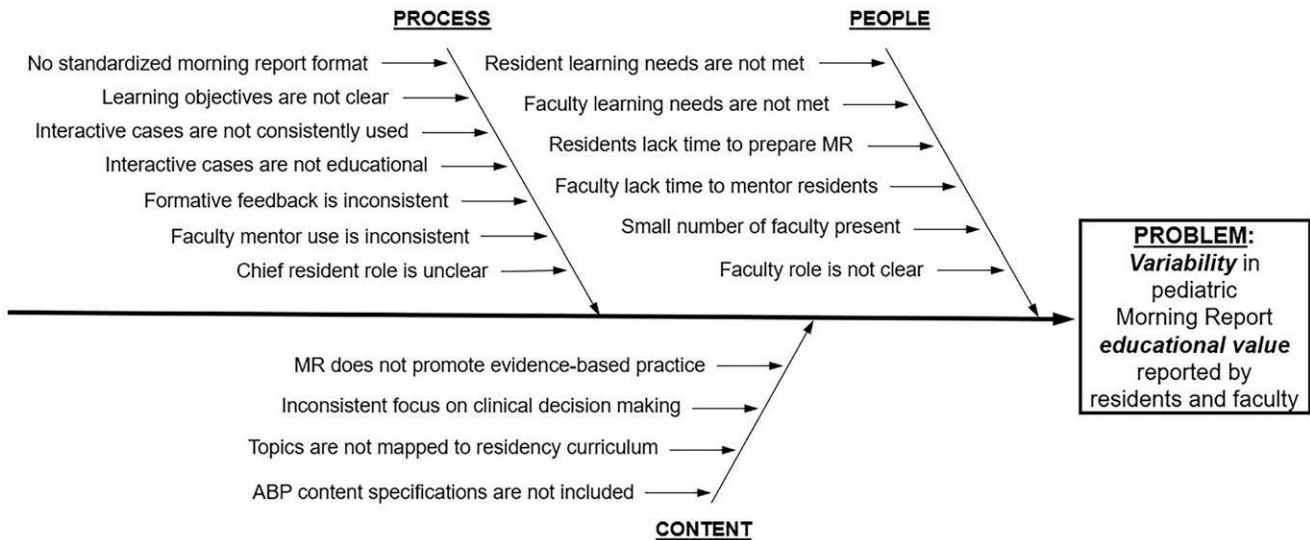 PROCESS
No standardized morning report format
Learning objectives are not clear
Interactive cases are not consistently used
Interactive cases are not educational
Formative feedback is inconsistent
Faculty mentor use is inconsistent
Chief resident role is unclear
PEOPLE
Resident learning needs are not met
Faculty learning needs are not met
Residents lack time to prepare MR
Faculty lack time to mentor residents
Small number of faculty present
Faculty role is not clear
PROBLEM:
Variability in
pediatric
Morning Report
educational value
reported by
residents and faculty
MR does not promote evidence-based practice
Inconsistent focus on clinical decision making
Topics are not mapped to residency curriculum
ABP content specifications are not included
CONTENT